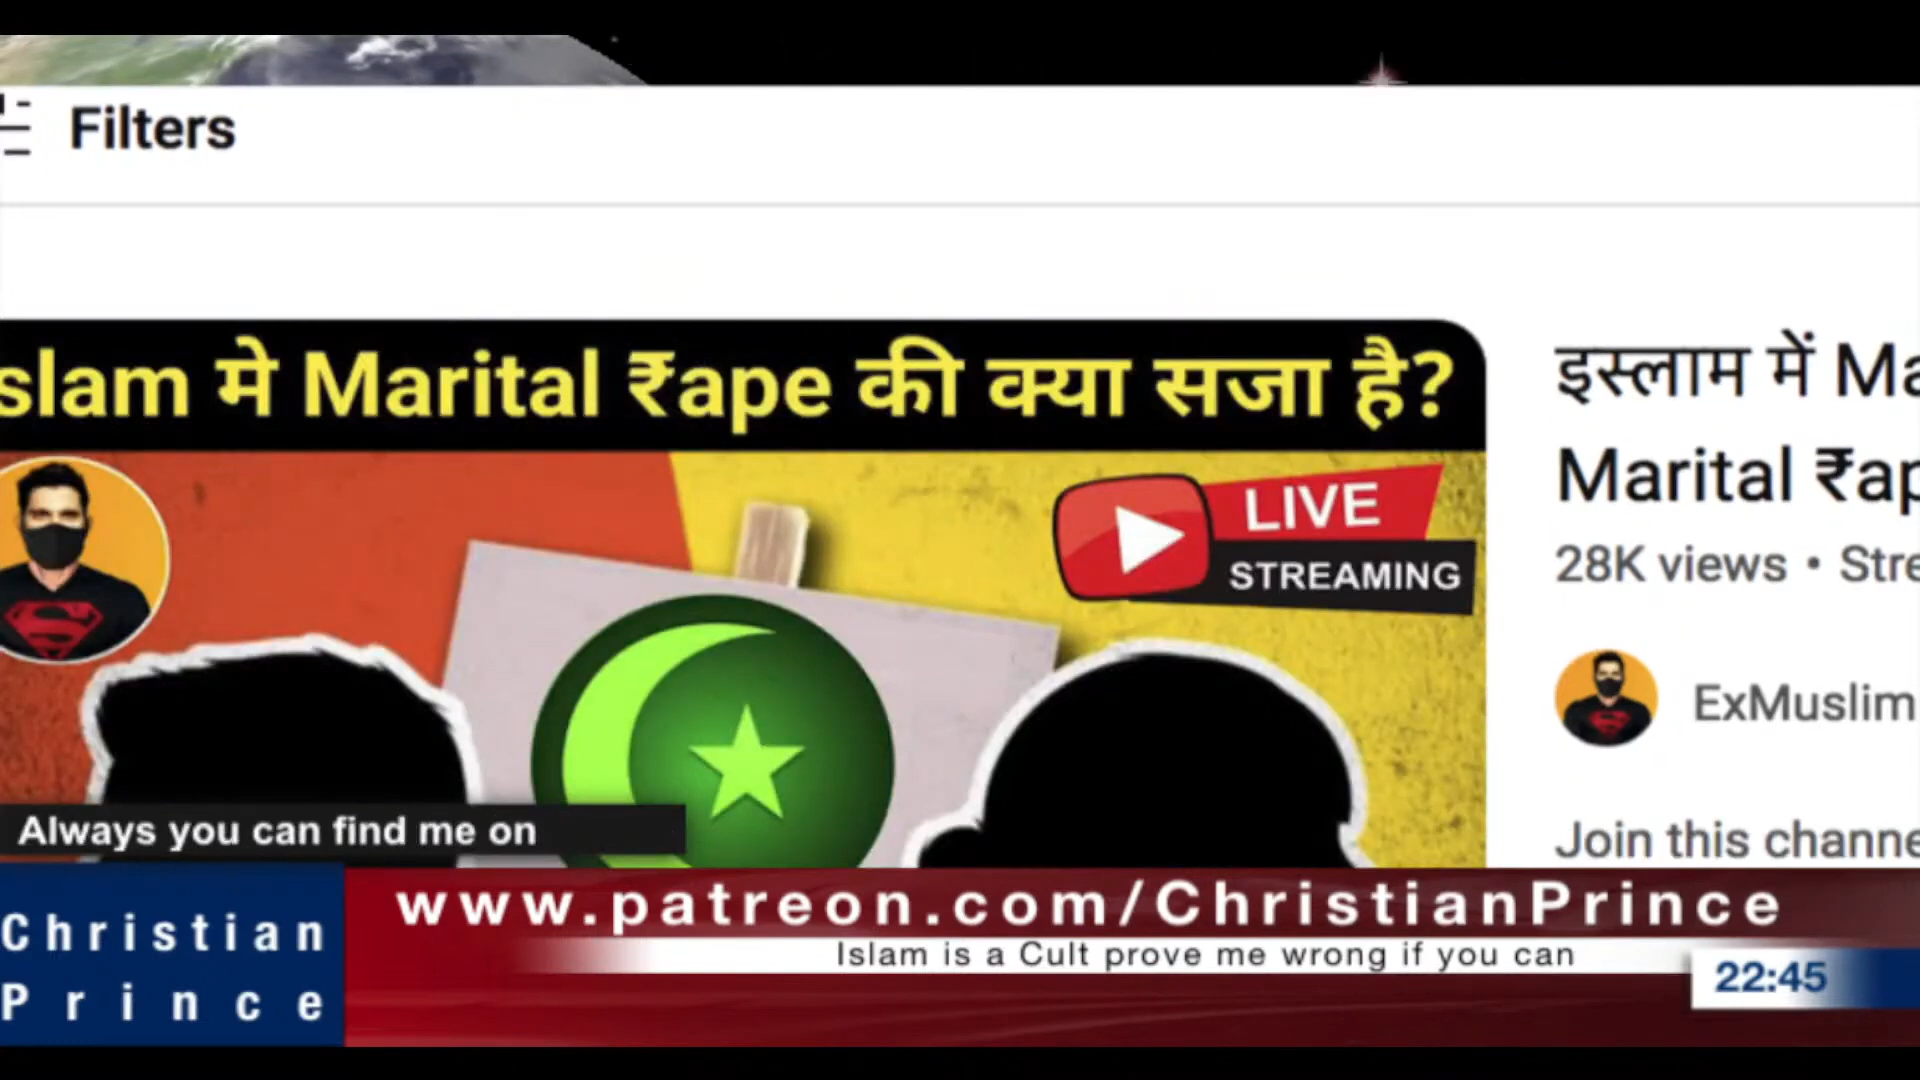 Filters
slam मे Marital ₹ape की क्या सजा है?
LIVE
STREAMING
इस्लाम में Ma
Marital ₹ap
28K views • Stre
ExMuslim
Join this channe
Always you can find me on
Christian
Prince
www.patreon.com/ChristianPrince
Islam is a Cult prove me wrong if you can
22:45